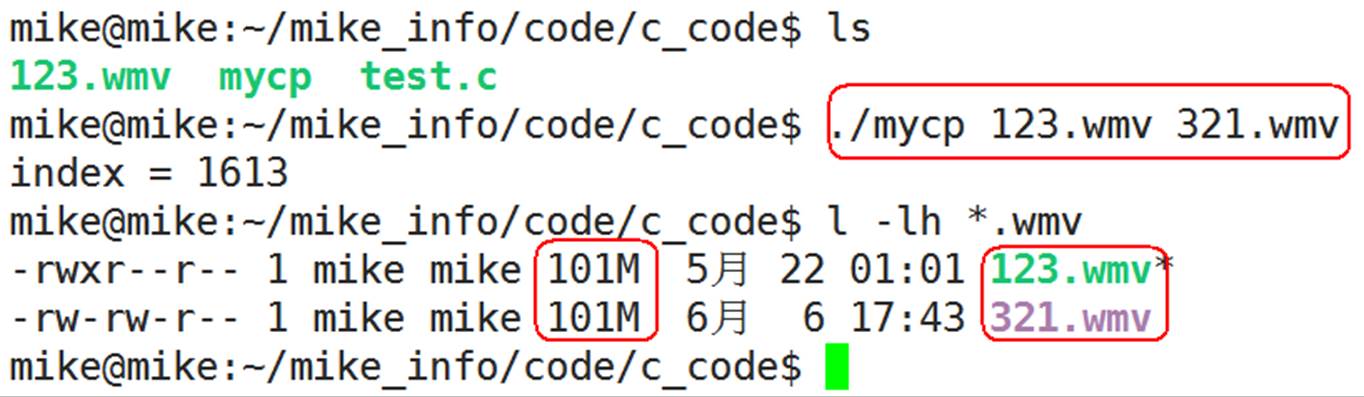 mike@mike:~/mike_info/code/c_code$ ls
123.wmv  mycp  test.c
mike@mike:~/mike_info/code/c_code$ ./mycp 123.wmv 321.wmv
index = 1613
mike@mike:~/mike_info/code/c_code$ l -lh *.wmv
-rwxr--r-- 1 mike mike 101M  5月 22 01:01 123.wmv*
-rw-rw-r-- 1 mike mike 101M  6月  6 17:43 321.wmv
mike@mike:~/mike_info/code/c_code$